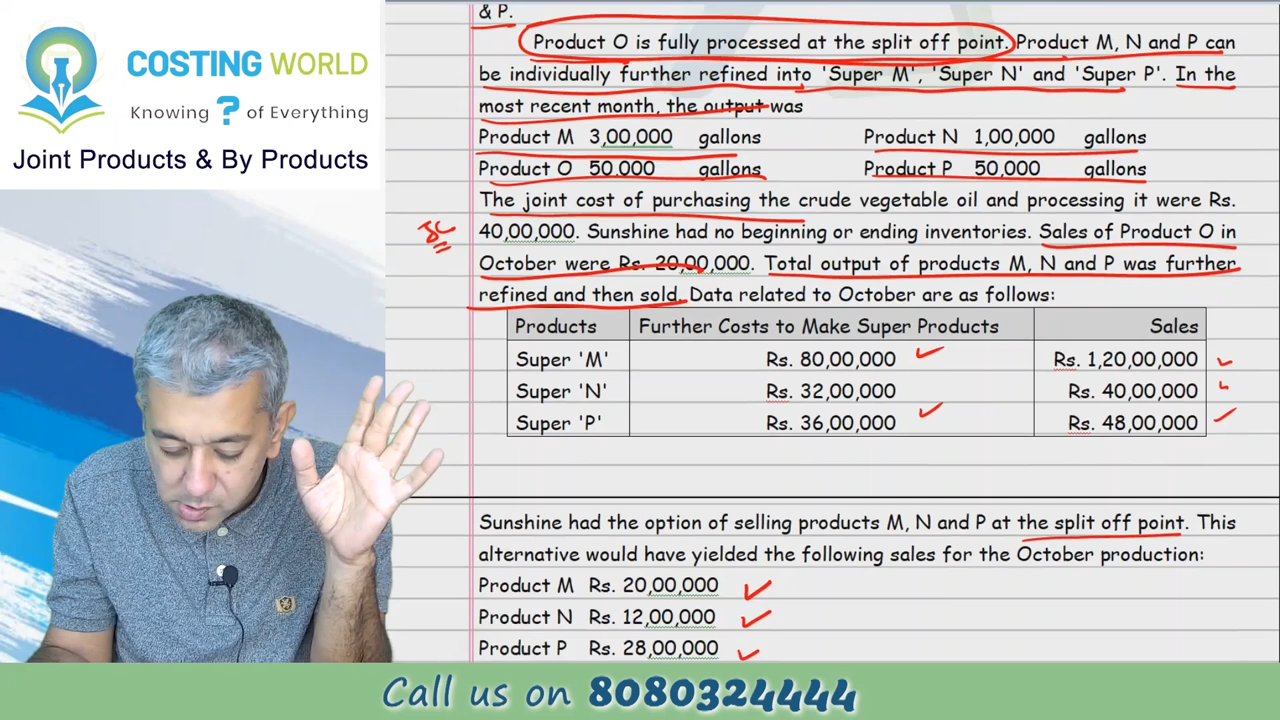 COSTING WORLD
Knowing ? of Everything
Joint Products & By Products
& P.
Product O is fully processed at the split off point. Product M, N and P can
be individually further refined into 'Super M', 'Super N' and 'Super P'. In the
most recent month, the output was
Product M 3,00,000 gallons Product N 1,00,000 gallons
Product O 50,000 gallons Product P 50,000 gallons
The joint cost of purchasing the crude vegetable oil and processing it were Rs.
JC
40,00,000. Sunshine had no beginning or ending inventories. Sales of Product O in
October were Rs. 20,00,000. Total output of products M, N and P was further
refined and then sold. Data related to October are as follows:
Products Further Costs to Make Super Products Sales
Super 'M' Rs. 80,00,000 Rs. 1,20,00,000
Super 'N' Rs. 32,00,000 Rs. 40,00,000
Super 'P' Rs. 36,00,000 Rs. 48,00,000
Sunshine had the option of selling products M, N and P at the split off point. This
alternative would have yielded the following sales for the October production:
Product M Rs. 20,00,000
Product N Rs. 12,00,000
Product P Rs. 28,00,000
Call us on 8080324444